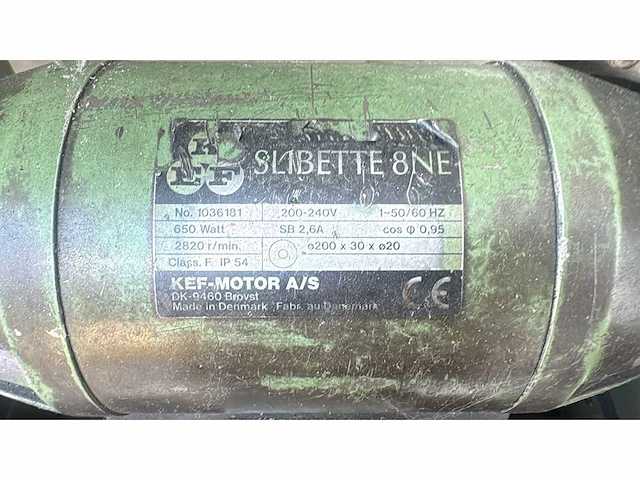 K
E F
SLIBETTE 8NE
No. 1036181 200-240V 1~50/60 HZ
650 Watt SB 2,6A cos φ 0,95
2820 r/min. ø200 x 30 x ø20
Class. F IP 54
KEF-MOTOR A/S
DK-9460 Brovst
Made in Denmark Fabr. au Danemark
CE